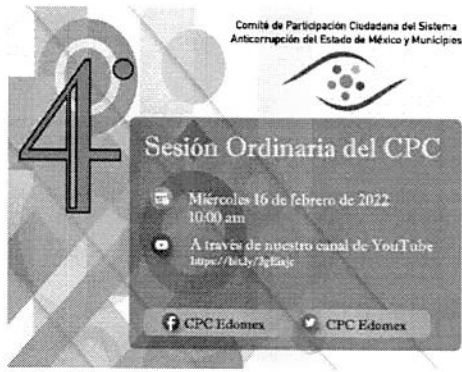 Comité de Participación Ciudadana del Sistema
Anticorrupción del Estado de México y Municipios
4°
Sesión Ordinaria del CPC
Miércoles 16 de febrero de 2022
10:00 am
A través de nuestro canal de YouTube
CPC Edomex
CPC Edomex